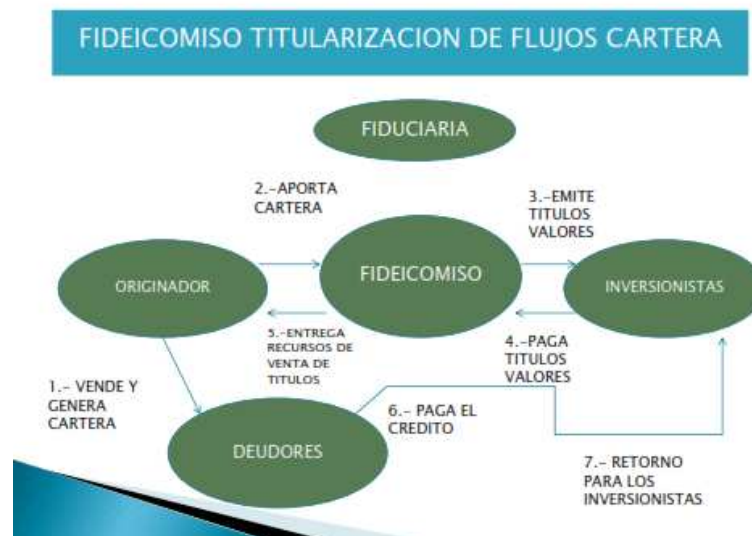 FIDEICOMISO TITULARIZACION DE FLUJOS CARTERA
FIDUCIARIA
2.-APORTA
CARTERA
3.-EMITE
TITULOS
VALORES
ORIGINADOR
FIDEICOMISO
INVERSIONISTAS
5.-ENTREGA
RECURSOS DE
VENTA DE
TITULOS
4.-PAGA
TITULOS
VALORES
1.- VENDE Y
GENERA
CARTERA
6.- PAGA EL
CREDITO
DEUDORES
7.- RETORNO
PARA LOS
INVERSIONISTAS